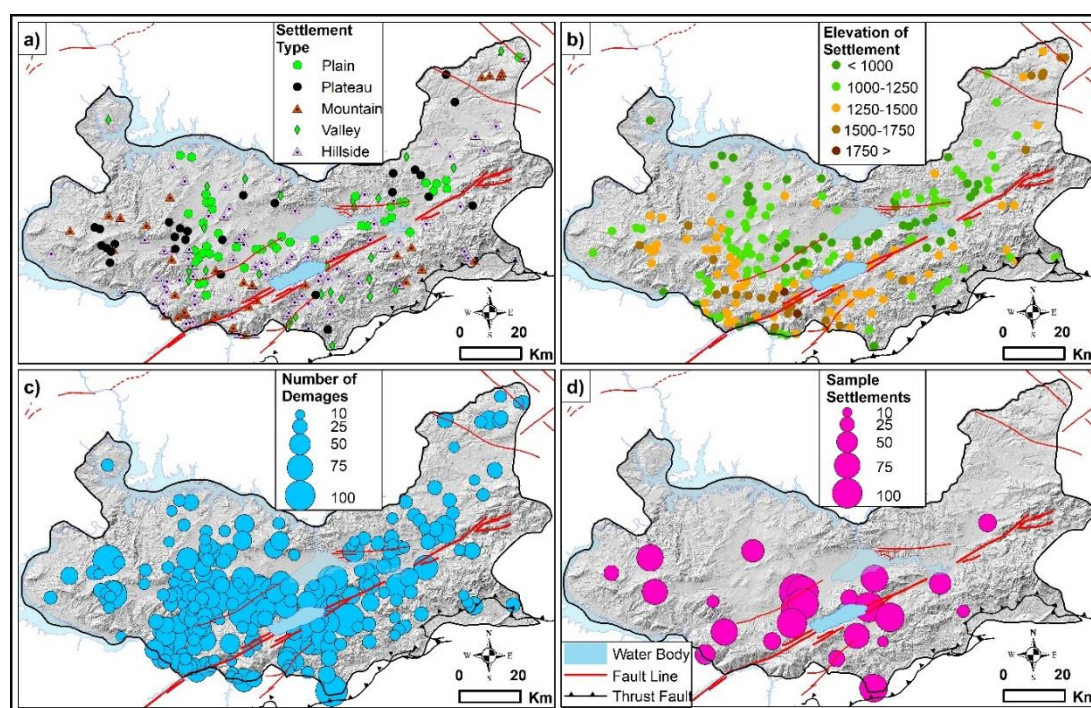 a)
Settlement
Type
Plain
Plateau
Mountain
Valley
Hillside
N
W E
S
0 20
Km
b)
Elevation of
Settlement
< 1000
1000-1250
1250-1500
1500-1750
1750 >
N
W E
S
0 20
Km
c)
Number of
Demages
10
25
50
75
100
N
W E
S
0 20
Km
d)
Sample
Settlements
10
25
50
75
100
Water Body
Fault Line
Thrust Fault
N
W E
S
0 20
Km